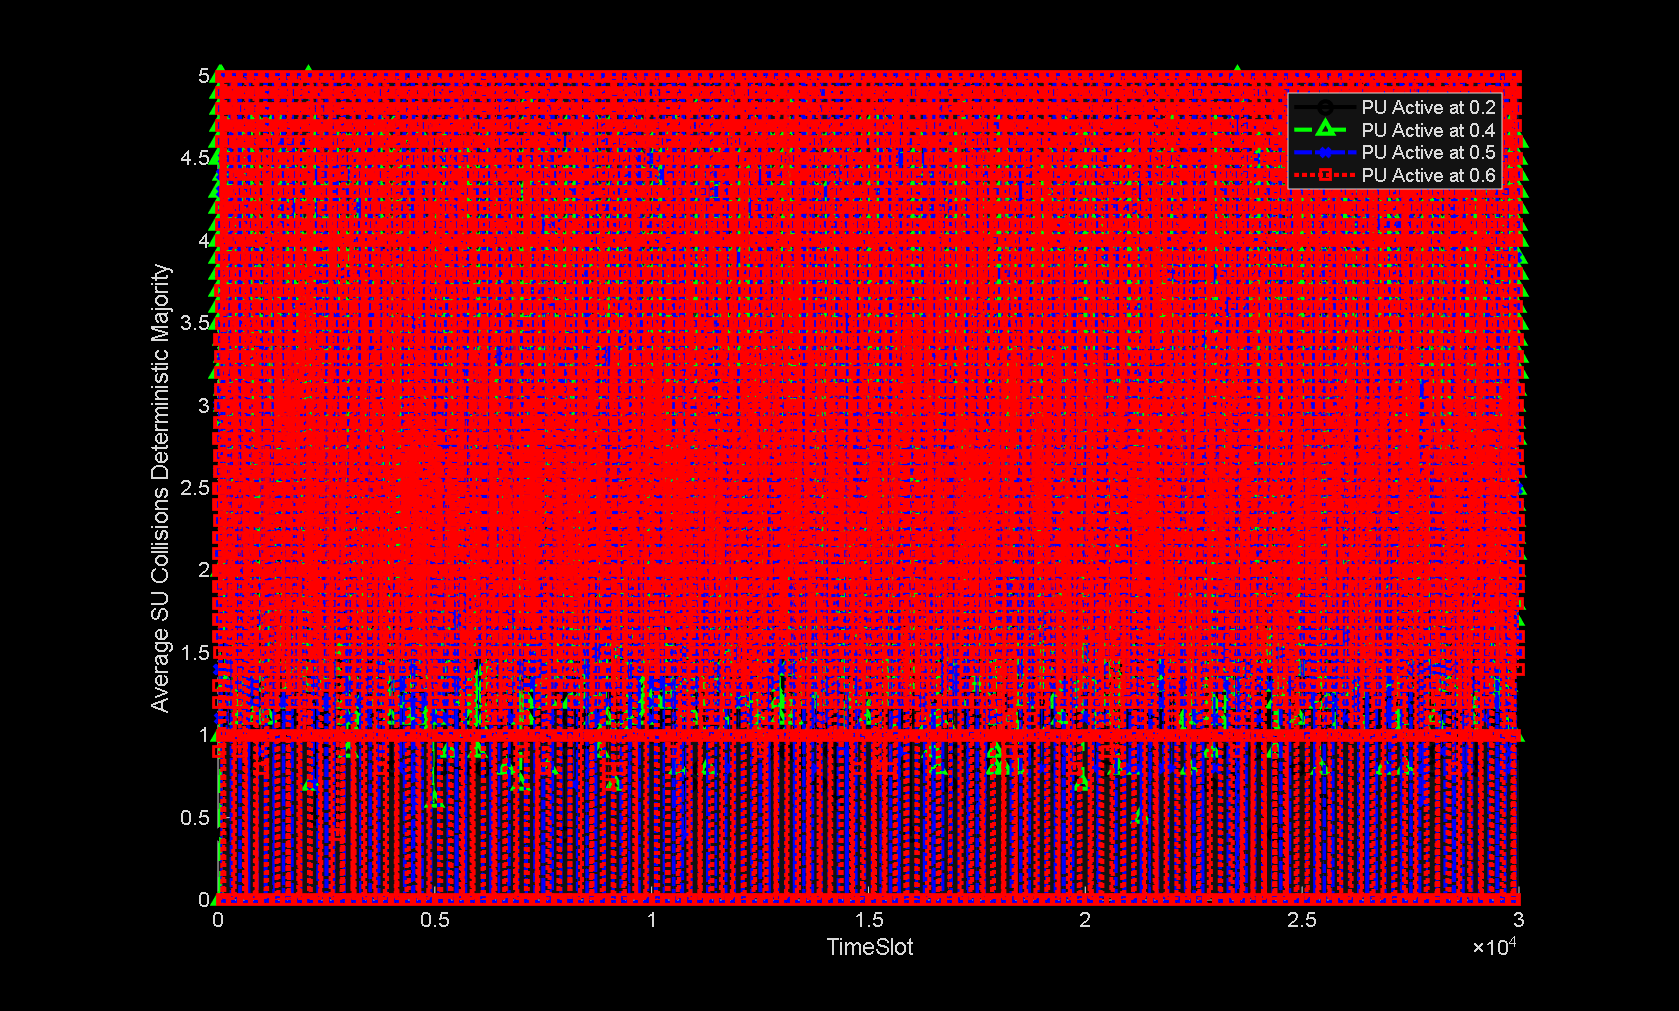 Average SU Collisions Deterministic Majority
5
4.5
4
3.5
3
2.5
2
1.5
1
0.5
0
PU Active at 0.2
PU Active at 0.4
PU Active at 0.5
PU Active at 0.6
0 0.5 1 1.5 2 2.5 3
TimeSlot
×10⁴